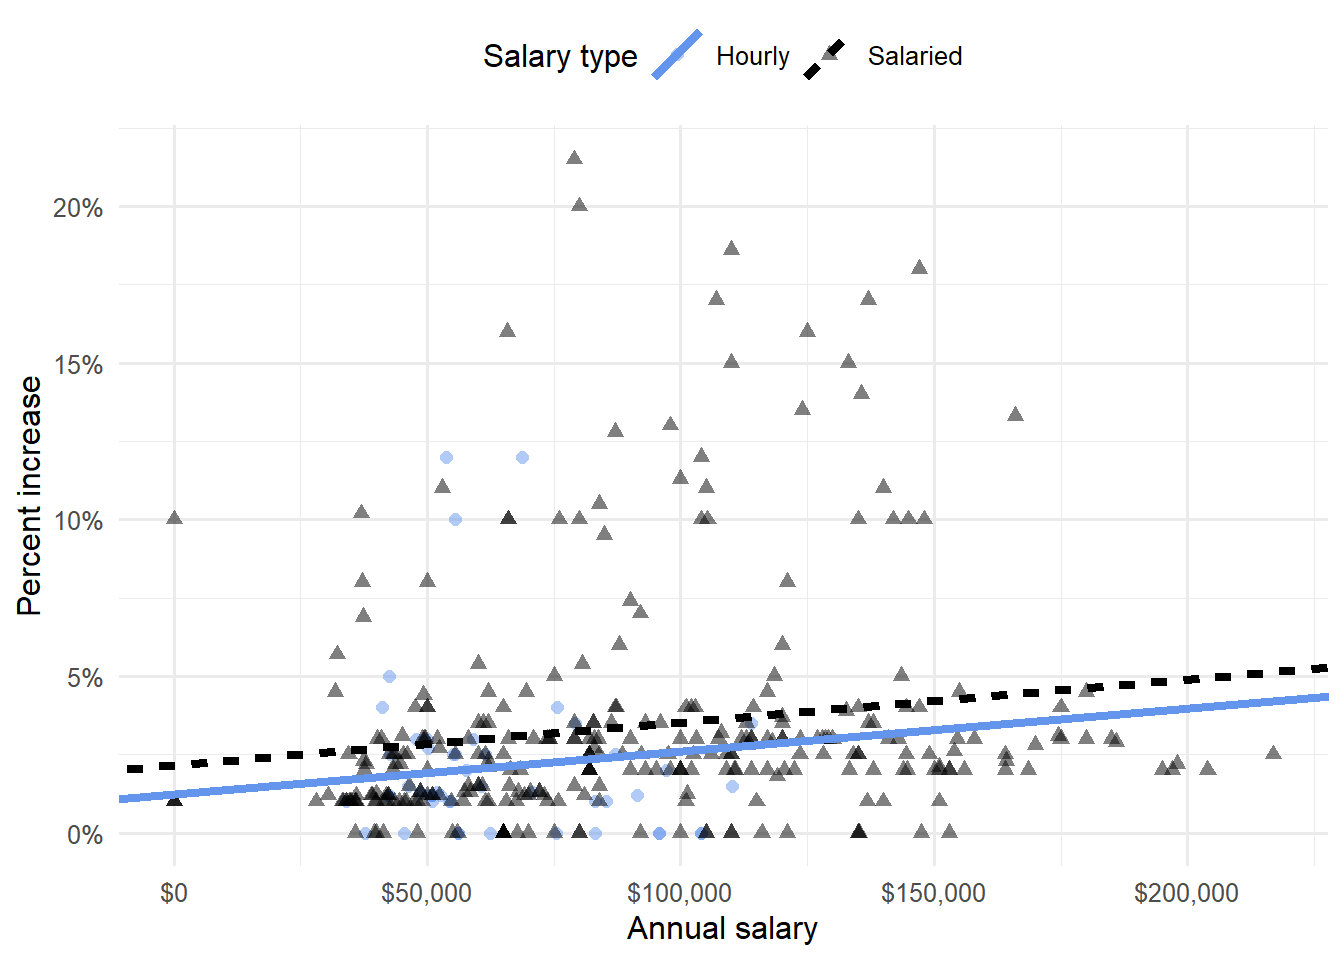 Salary type Hourly Salaried
20%
15%
10%
5%
0%
Percent increase
$0 $50,000 $100,000 $150,000 $200,000
Annual salary